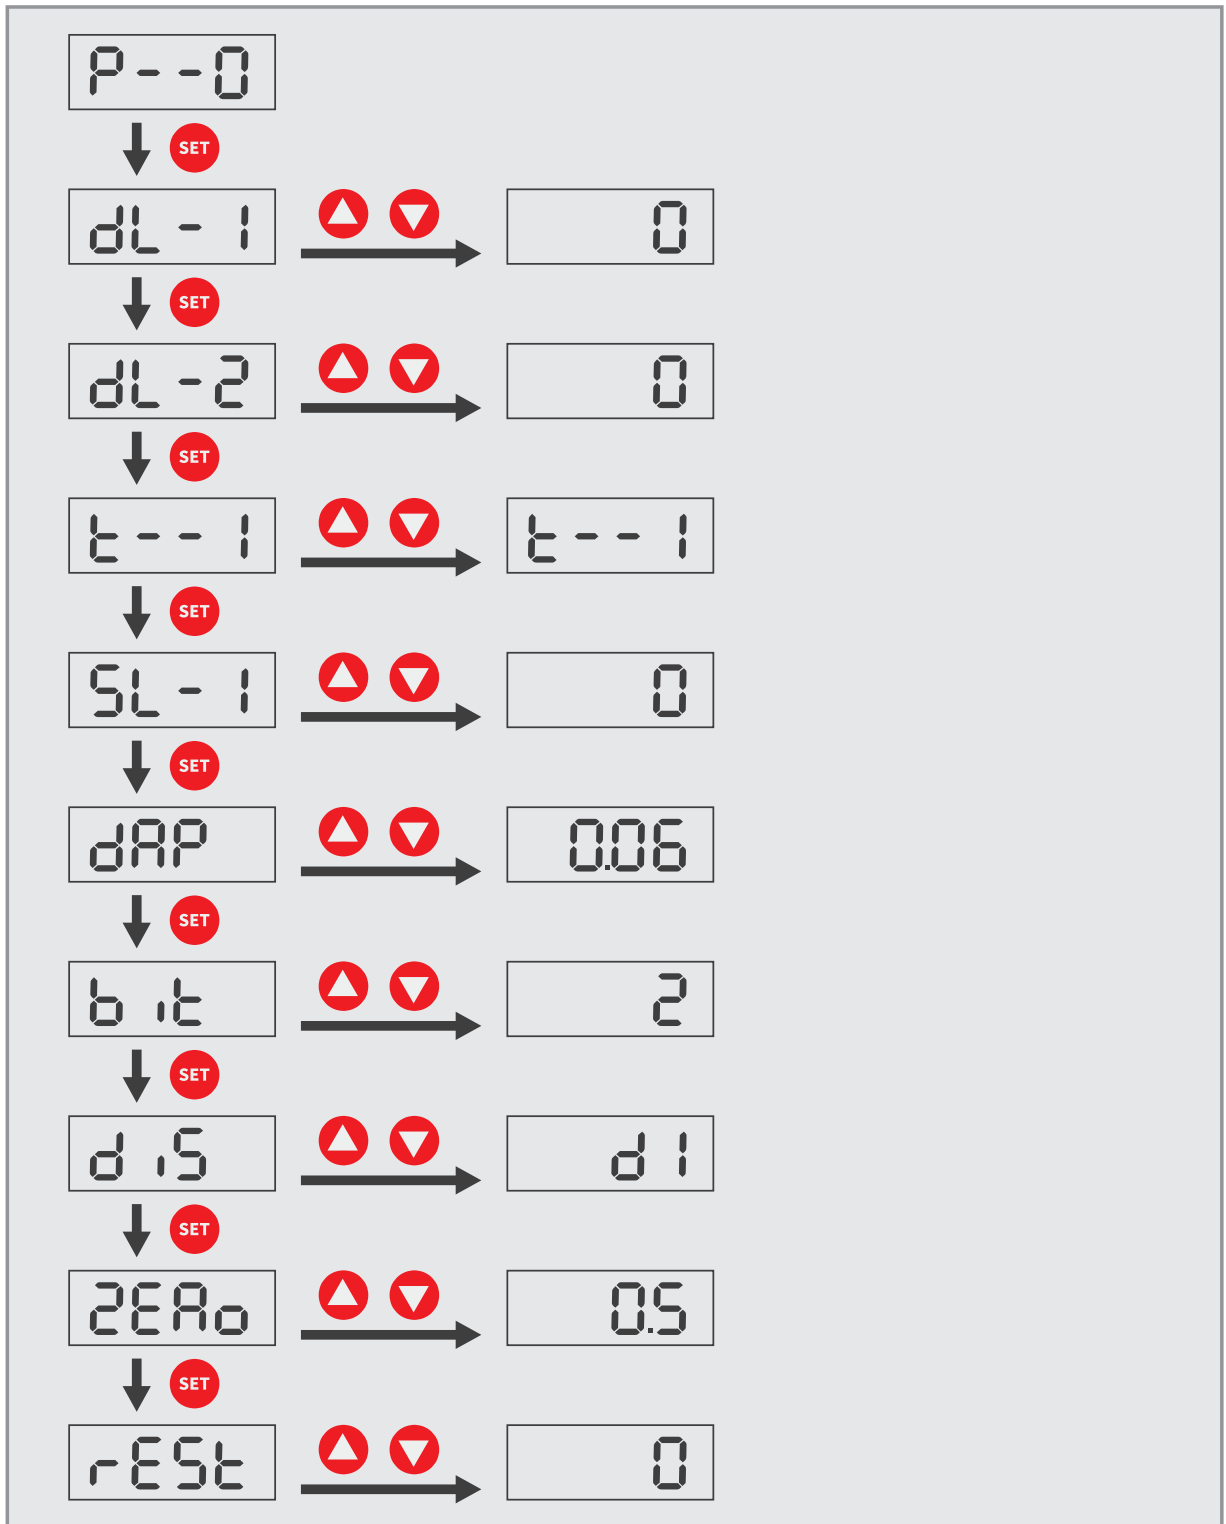 P--0
SET
dL-1 0
SET
dL-2 0
SET
t--1 t--1
SET
SL-1 0
SET
dAP 0.06
SET
bit 2
SET
diS d1
SET
2EAo 0.5
SET
rESt 0